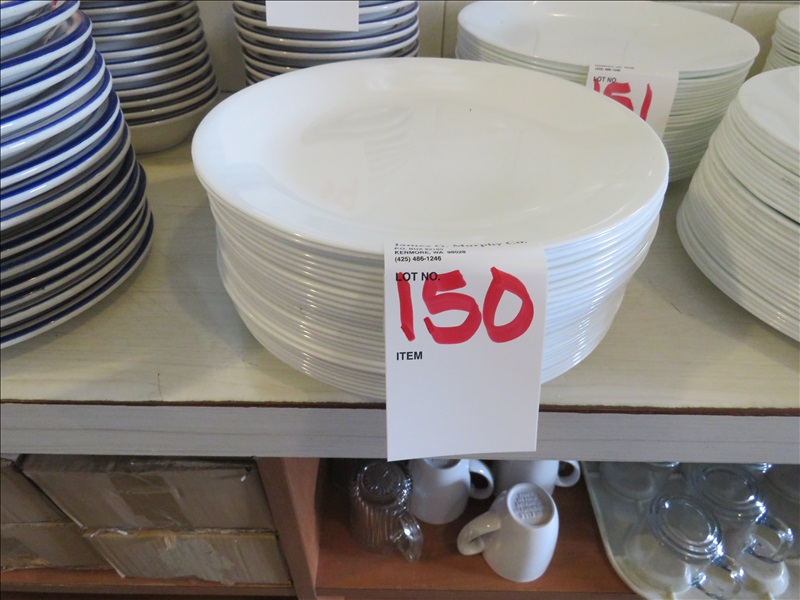 LOT NO.
151
James G. Murphy Co.
KENMORE, WA 98028
(425) 486-1246
LOT NO.
150
ITEM